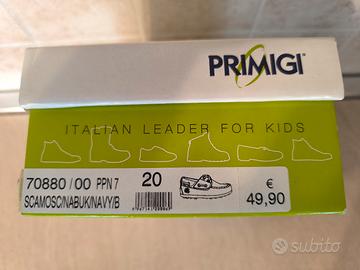 PRIMIGI
ITALIAN LEADER FOR KIDS
70880/00 PPN 7 20 € 49,90
SCAMOSC/NABUK/NAVY/B
subito